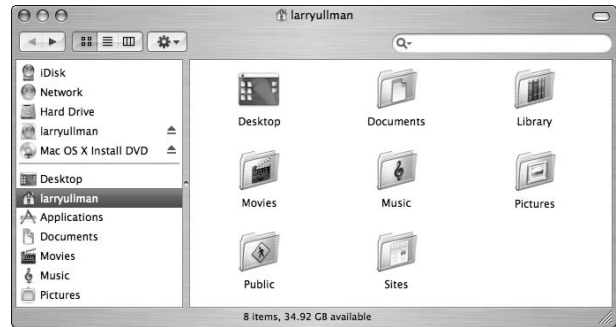 larryullman
iDisk
Network
Hard Drive
larryullman
Mac OS X Install DVD
Desktop
larryullman
Applications
Documents
Movies
Music
Pictures
Desktop
Documents
Library
Movies
Music
Pictures
Public
Sites
8 items, 34.92 GB available